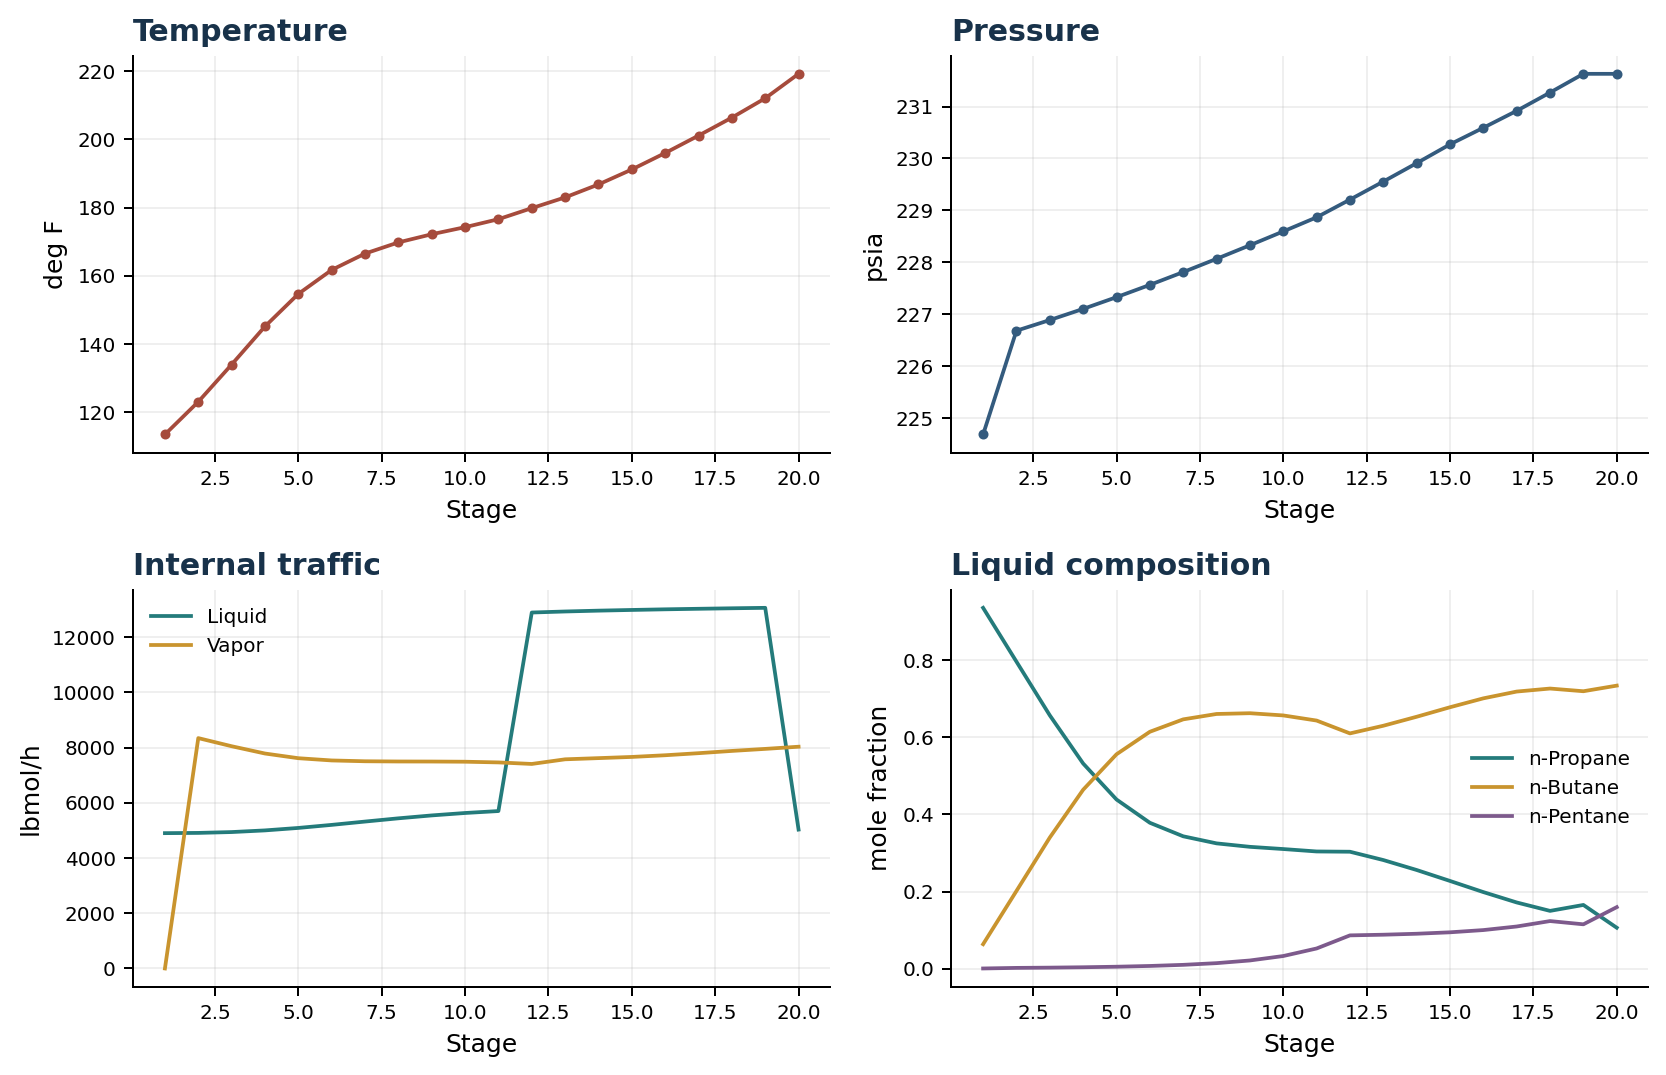 Temperature
220
200
180
160
140
120
deg F
2.5 5.0 7.5 10.0 12.5 15.0 17.5 20.0
Stage
Pressure
231
230
229
228
227
226
225
psia
2.5 5.0 7.5 10.0 12.5 15.0 17.5 20.0
Stage
Internal traffic
Liquid
Vapor
12000
10000
8000
6000
4000
2000
0
lbmol/h
2.5 5.0 7.5 10.0 12.5 15.0 17.5 20.0
Stage
Liquid composition
0.8
0.6
0.4
0.2
0.0
mole fraction
n-Propane
n-Butane
n-Pentane
2.5 5.0 7.5 10.0 12.5 15.0 17.5 20.0
Stage